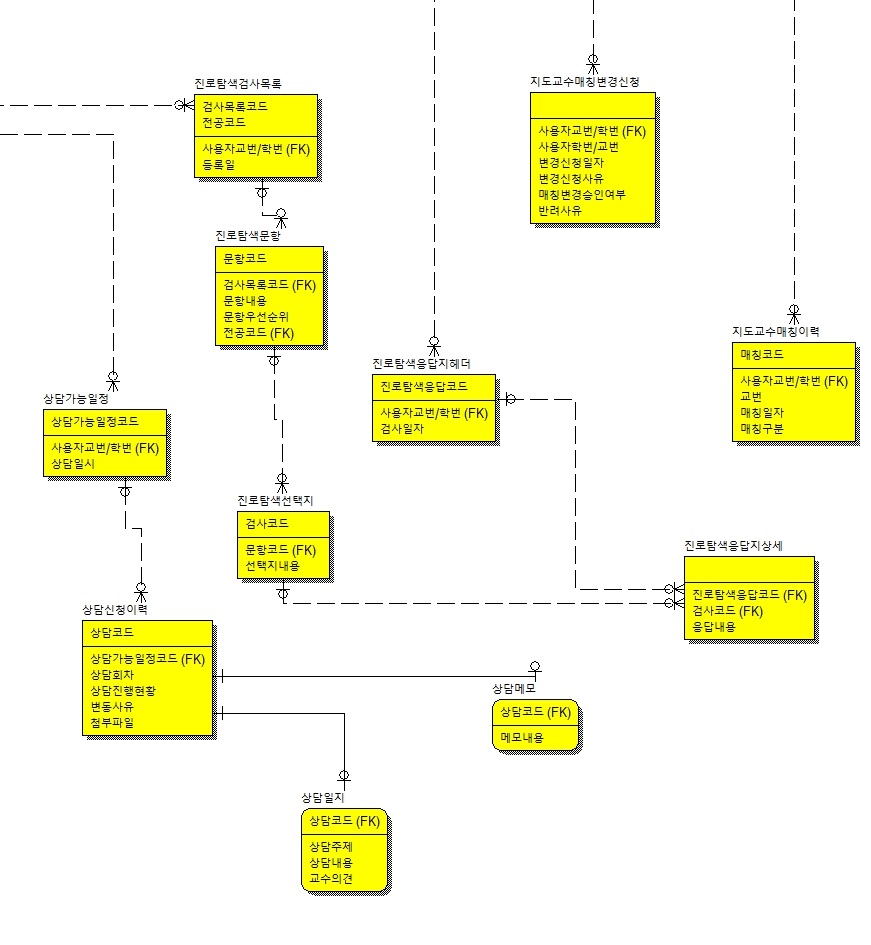 진로탐색검사목록
검사목록코드
전공코드
사용자교번/학번 (FK)
등록일
지도교수매칭변경신청
사용자교번/학번 (FK)
사용자학번/교번
변경신청일자
변경신청사유
매칭변경승인여부
반려사유
진로탐색문항
문항코드
검사목록코드 (FK)
문항내용
문항우선순위
전공코드 (FK)
지도교수매칭이력
매칭코드
사용자교번/학번 (FK)
교번
매칭일자
매칭구분
진로탐색응답지헤더
진로탐색응답코드
사용자교번/학번 (FK)
검사일자
상담가능일정
상담가능일정코드
사용자교번/학번 (FK)
상담일시
진로탐색선택지
검사코드
문항코드 (FK)
선택지내용
진로탐색응답지상세
진로탐색응답코드 (FK)
검사코드 (FK)
응답내용
상담신청이력
상담코드
상담가능일정코드 (FK)
상담회차
상담진행현황
변동사유
첨부파일
상담메모
상담코드 (FK)
메모내용
상담일지
상담코드 (FK)
상담주제
상담내용
교수의견